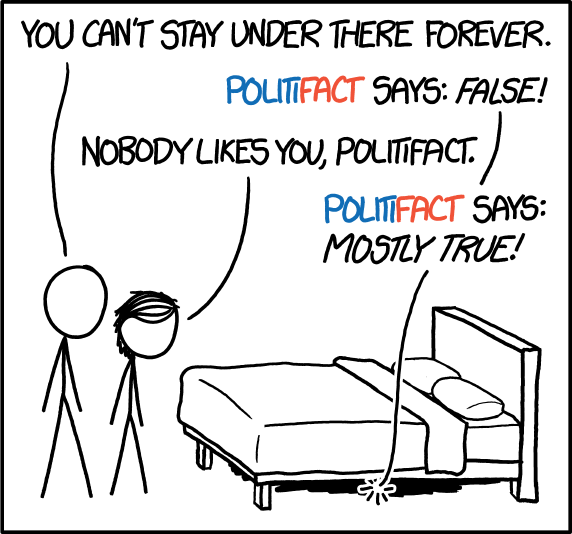 YOU CAN'T STAY UNDER THERE FOREVER.
POLITIFACT SAYS: FALSE!
NOBODY LIKES YOU, POLITIFACT.
POLITIFACT SAYS:
MOSTLY TRUE!